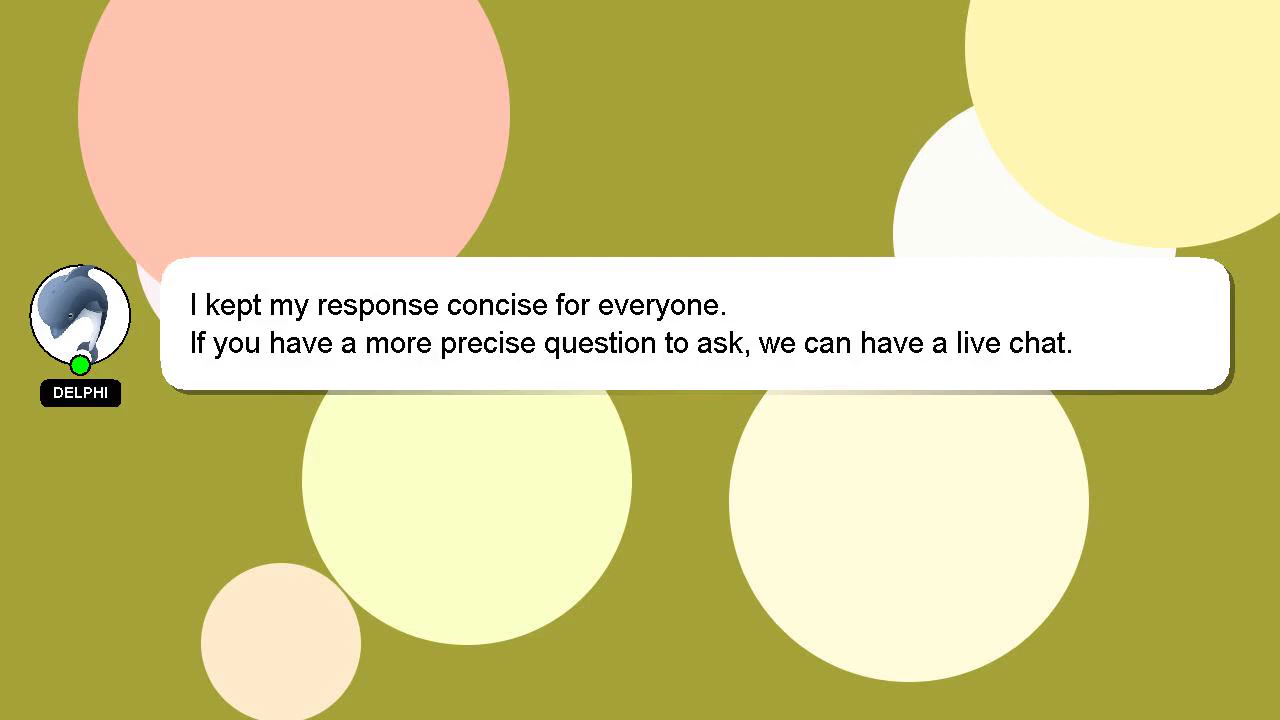 I kept my response concise for everyone.
If you have a more precise question to ask, we can have a live chat.
DELPHI